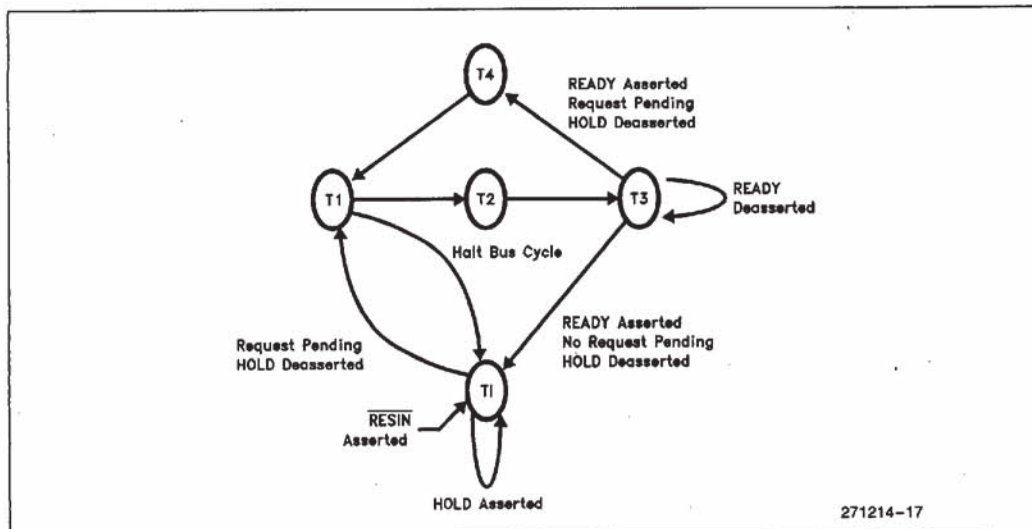 T4
READY Asserted
Request Pending
HOLD Deasserted
T1
T2
T3
READY
Deasserted
Halt Bus Cycle
READY Asserted
No Request Pending
HOLD Deasserted
Request Pending
HOLD Deasserted
TI
RESIN
Asserted
HOLD Asserted
271214-17